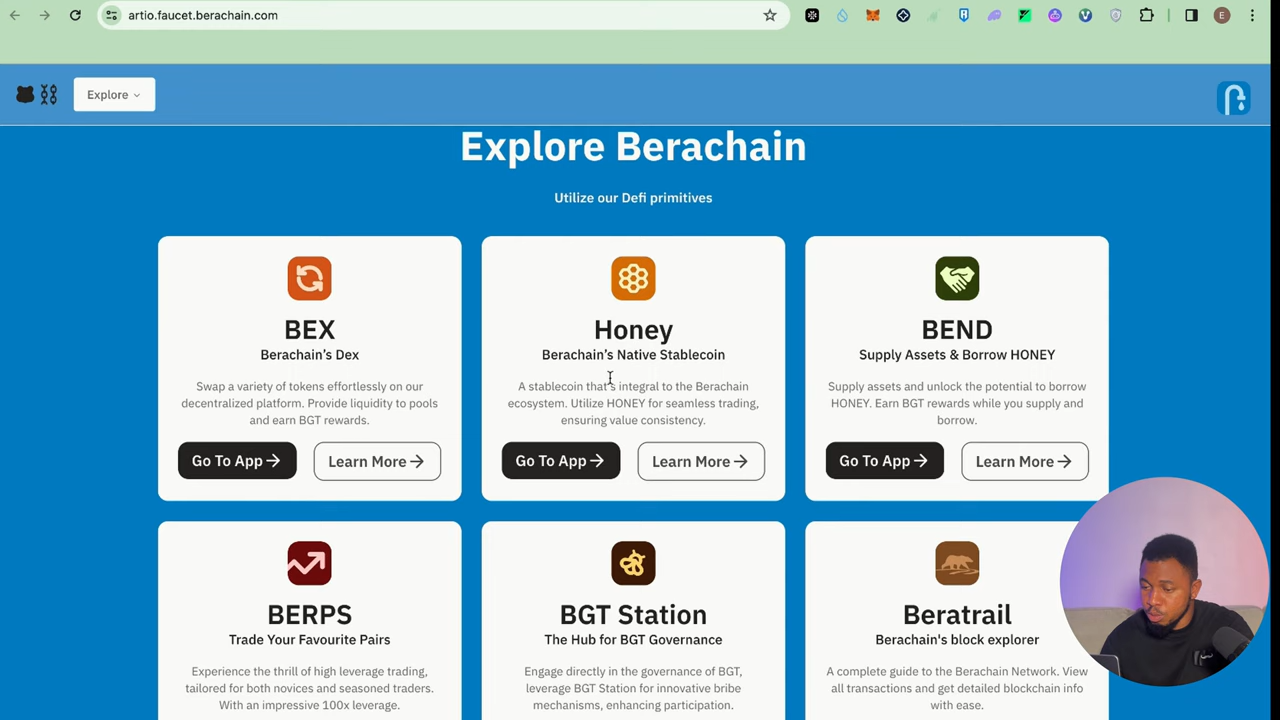 artio.faucet.berachain.com
E
Explore
Explore Berachain
Utilize our Defi primitives
BEX
Berachain's Dex
Swap a variety of tokens effortlessly on our
decentralized platform. Provide liquidity to pools
and earn BGT rewards.
Go To App
Learn More
Honey
Berachain's Native Stablecoin
A stablecoin that's integral to the Berachain
ecosystem. Utilize HONEY for seamless trading,
ensuring value consistency.
Go To App
Learn More
BEND
Supply Assets & Borrow HONEY
Supply assets and unlock the potential to borrow
HONEY. Earn BGT rewards while you supply and
borrow.
Go To App
Learn More
BERPS
Trade Your Favourite Pairs
Experience the thrill of high leverage trading,
tailored for both novices and seasoned traders.
With an impressive 100x leverage.
BGT Station
The Hub for BGT Governance
Engage directly in the governance of BGT,
leverage BGT Station for innovative bribe
mechanisms, enhancing participation.
Beratrail
Berachain's block explorer
A complete guide to the Berachain Network. View
all transactions and get detailed blockchain info
with ease.